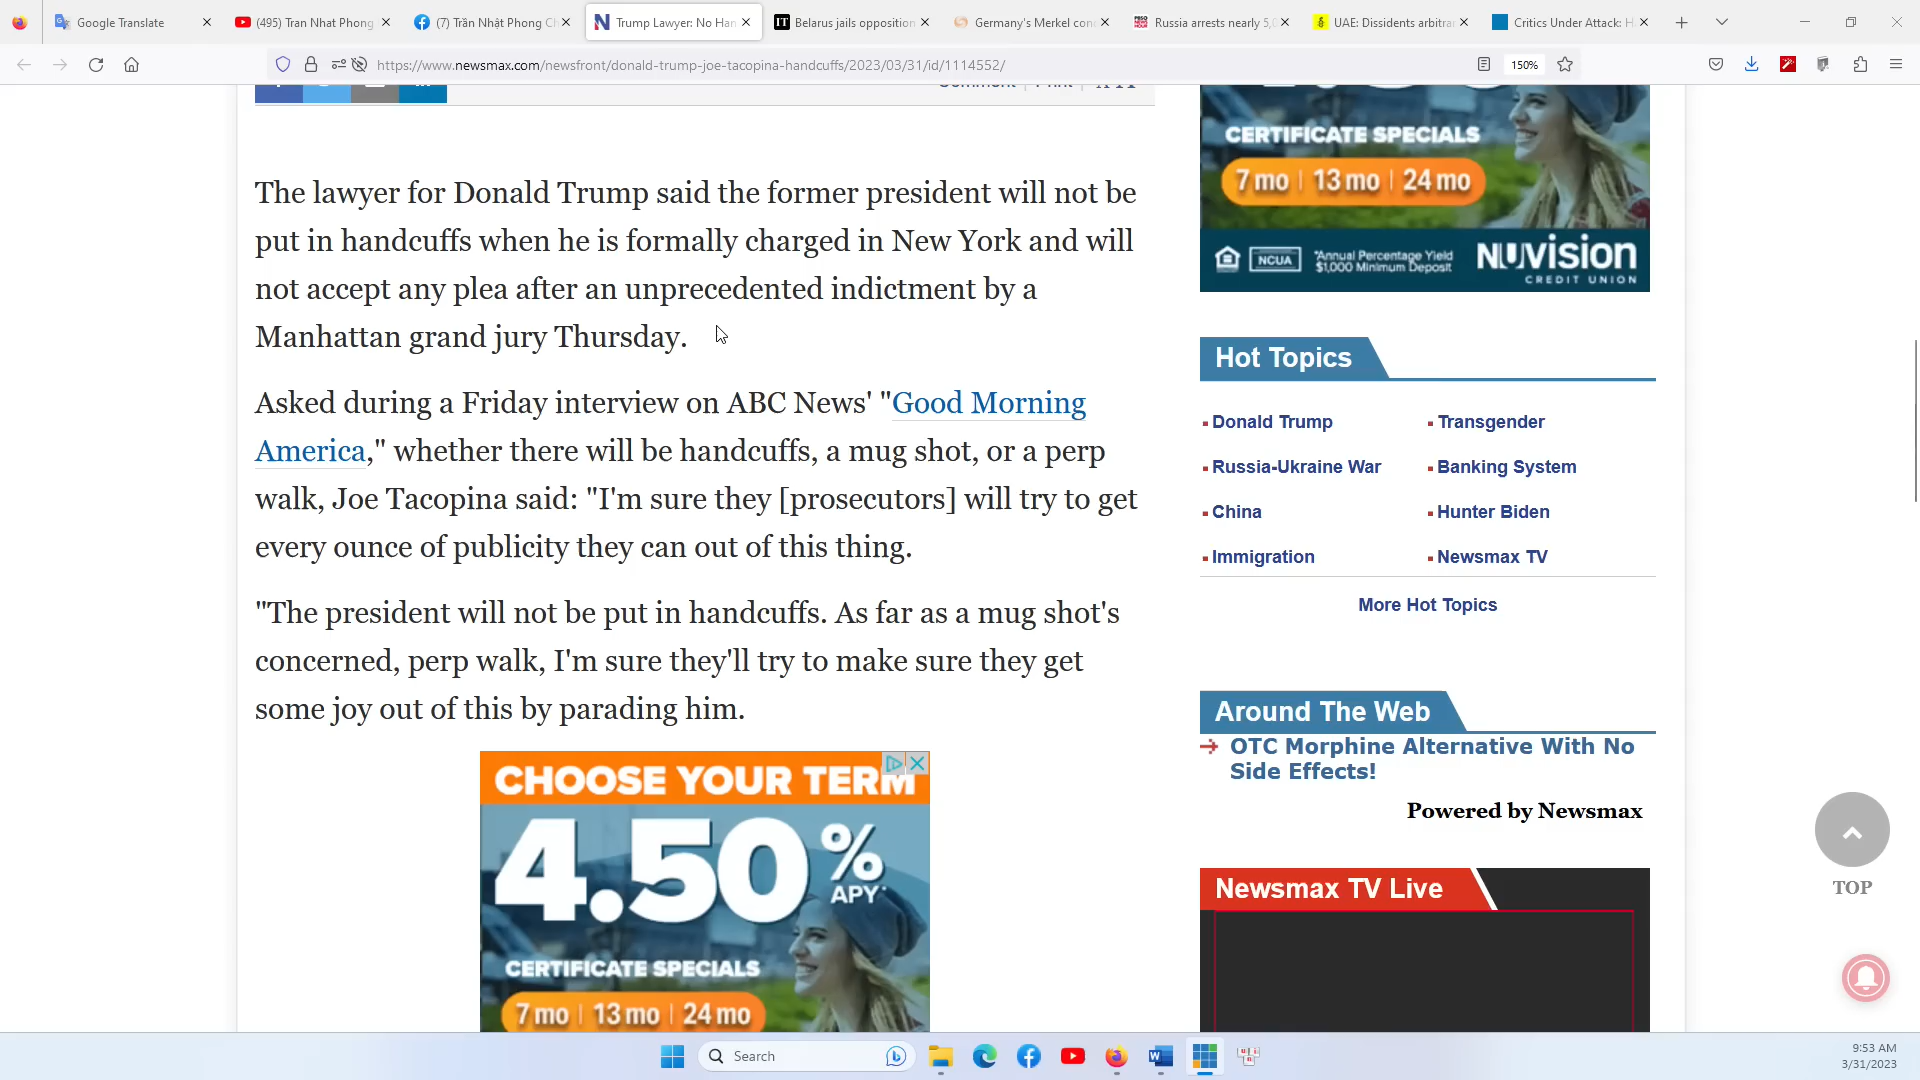 Google Translate
(495) Tran Nhat Phong
(7) Trần Nhật Phong Ch
Trump Lawyer: No Han
Belarus jails opposition
Germany's Merkel con
Russia arrests nearly 5,0
UAE: Dissidents arbitra
Critics Under Attack: H
https://www.newsmax.com/newsfront/donald-trump-joe-tacopina-handcuffs/2023/03/31/id/1114552/
150%
The lawyer for Donald Trump said the former president will not be
put in handcuffs when he is formally charged in New York and will
not accept any plea after an unprecedented indictment by a
Manhattan grand jury Thursday.
Asked during a Friday interview on ABC News' "Good Morning
America," whether there will be handcuffs, a mug shot, or a perp
walk, Joe Tacopina said: "I'm sure they [prosecutors] will try to get
every ounce of publicity they can out of this thing.
"The president will not be put in handcuffs. As far as a mug shot's
concerned, perp walk, I'm sure they'll try to make sure they get
some joy out of this by parading him.
CHOOSE YOUR TERM
4.50% APY*
CERTIFICATE SPECIALS
7 mo | 13 mo | 24 mo
CERTIFICATE SPECIALS
7 mo | 13 mo | 24 mo
NCUA
*Annual Percentage Yield
$1,000 Minimum Deposit
NUVISION
CREDIT UNION
Hot Topics
Donald Trump
Transgender
Russia-Ukraine War
Banking System
China
Hunter Biden
Immigration
Newsmax TV
More Hot Topics
Around The Web
OTC Morphine Alternative With No
Side Effects!
Powered by Newsmax
Newsmax TV Live
TOP
Search
9:53 AM
3/31/2023